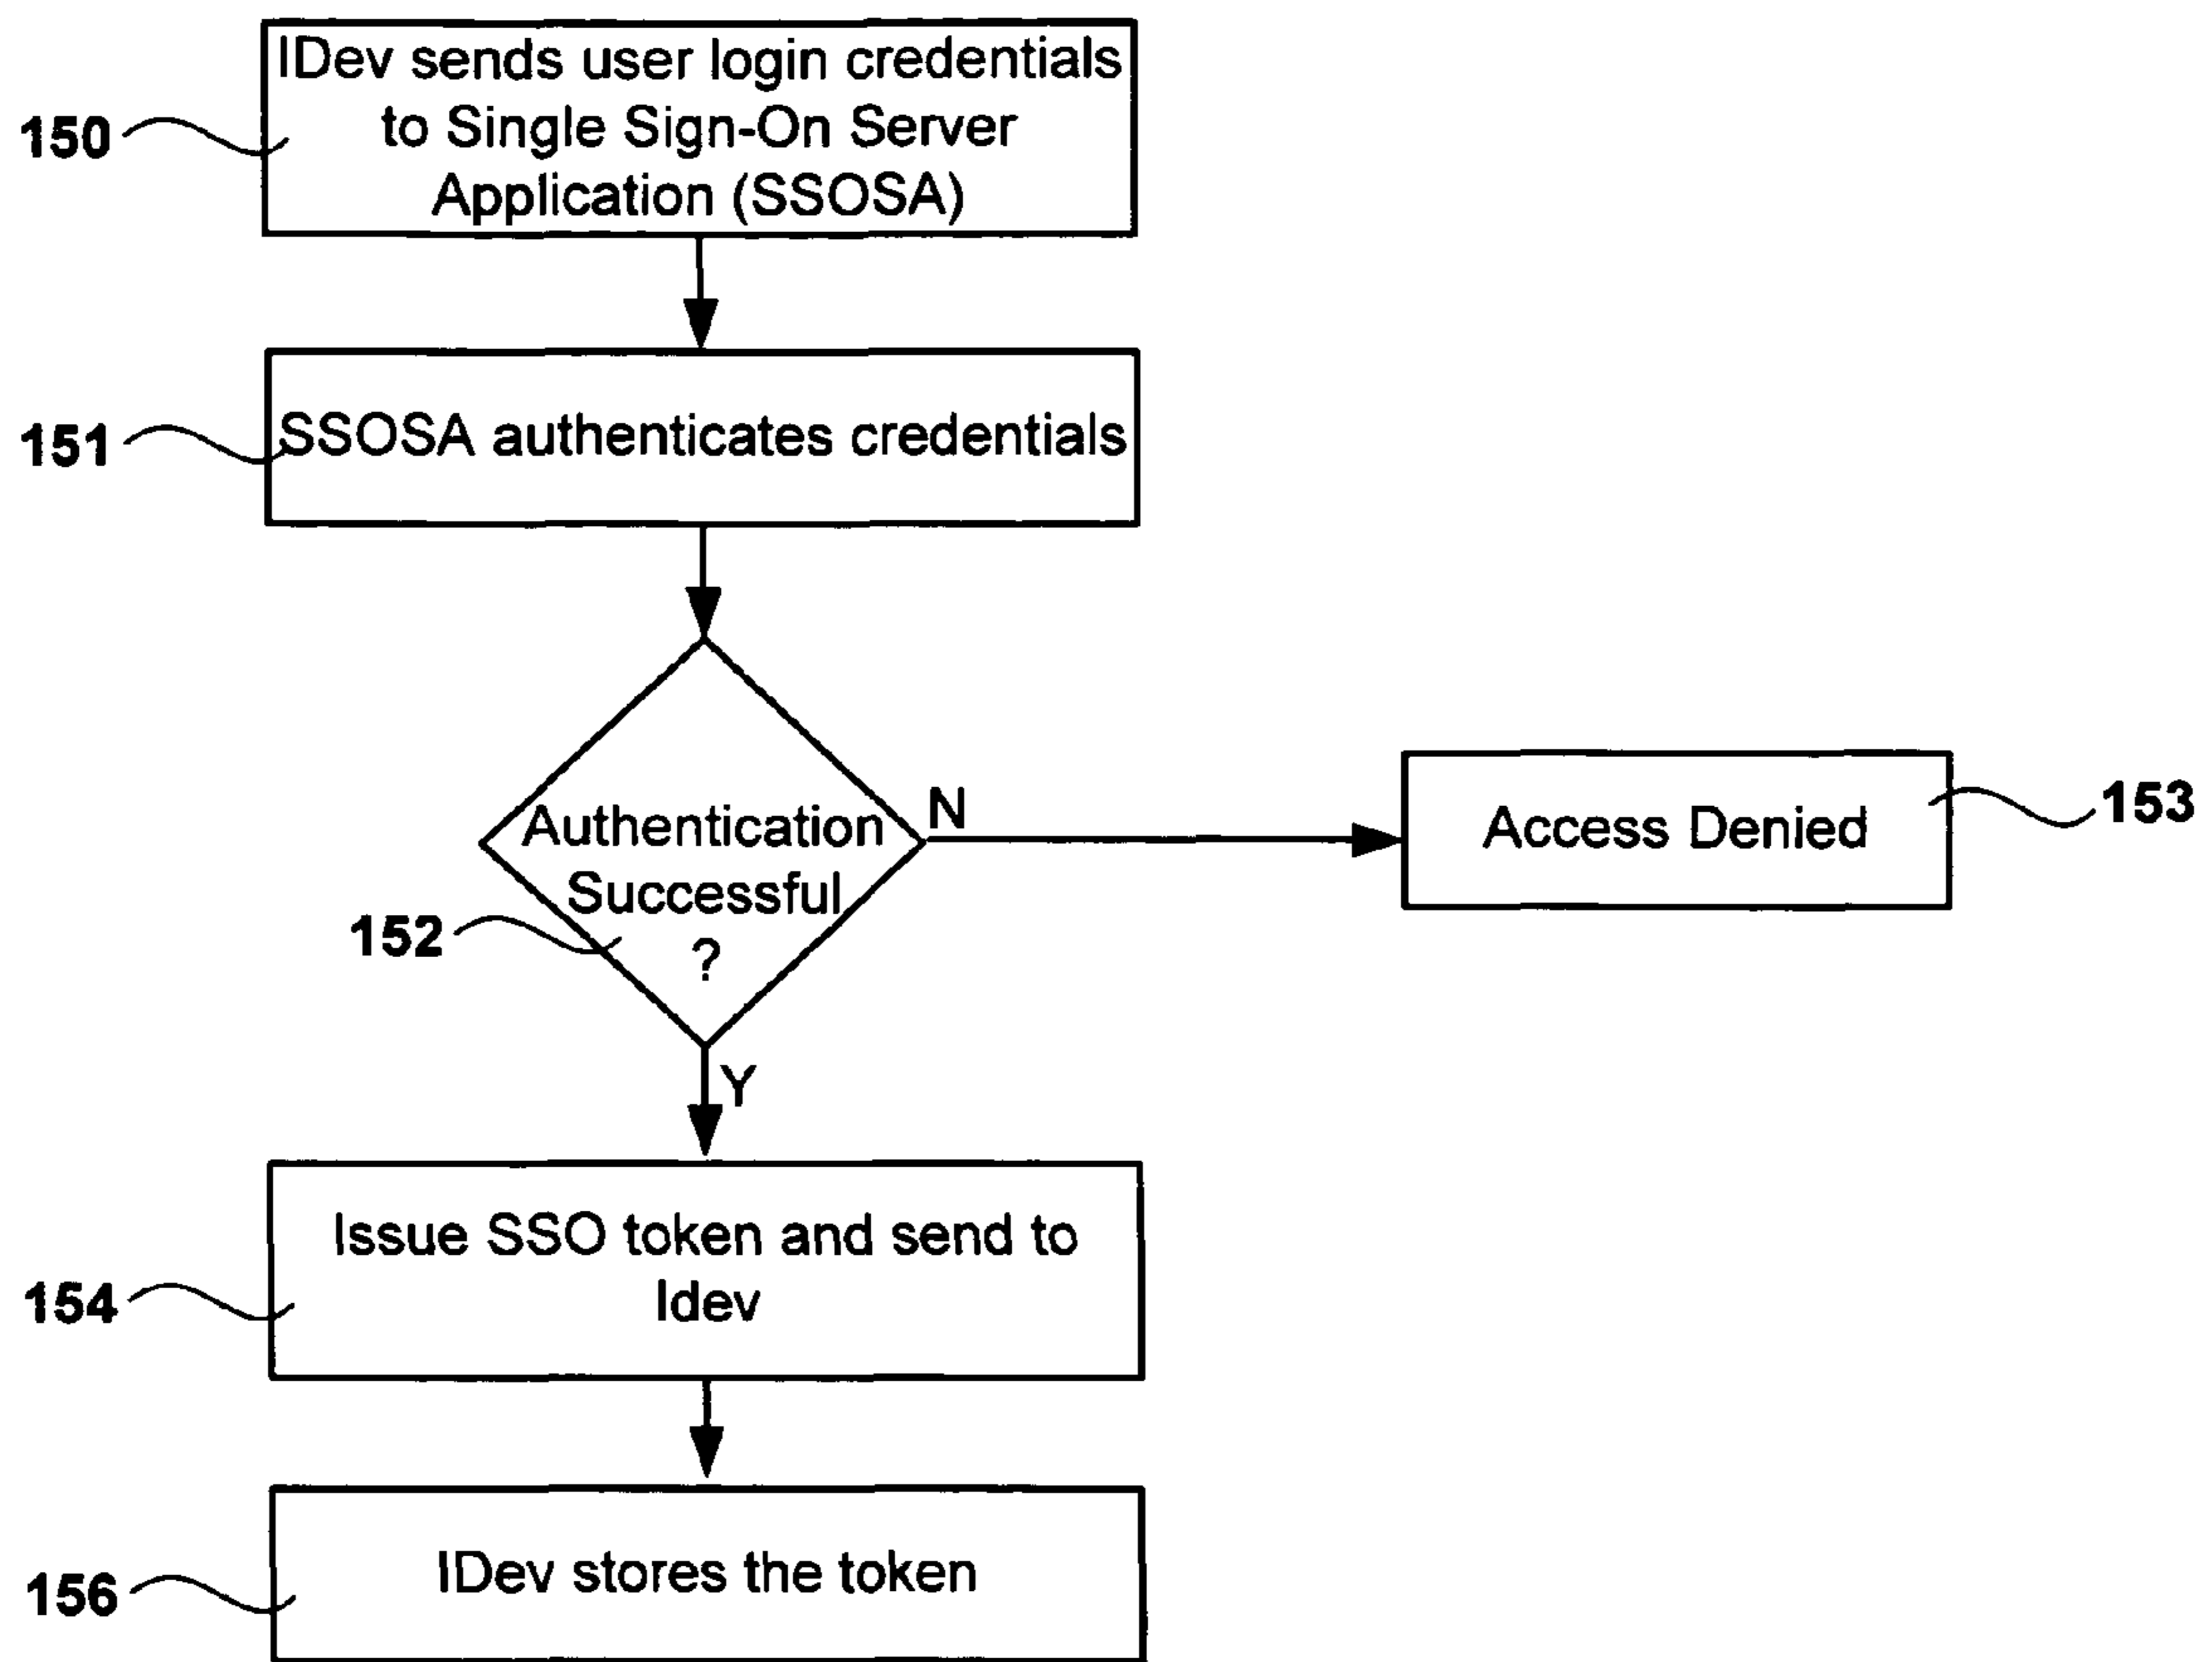 IDev sends user login credentials
to Single Sign-On Server
Application (SSOSA)
150
SSOSA authenticates credentials
151
Authentication
Successful
?
152
N
Access Denied
153
Y
Issue SSO token and send to
Idev
154
IDev stores the token
156